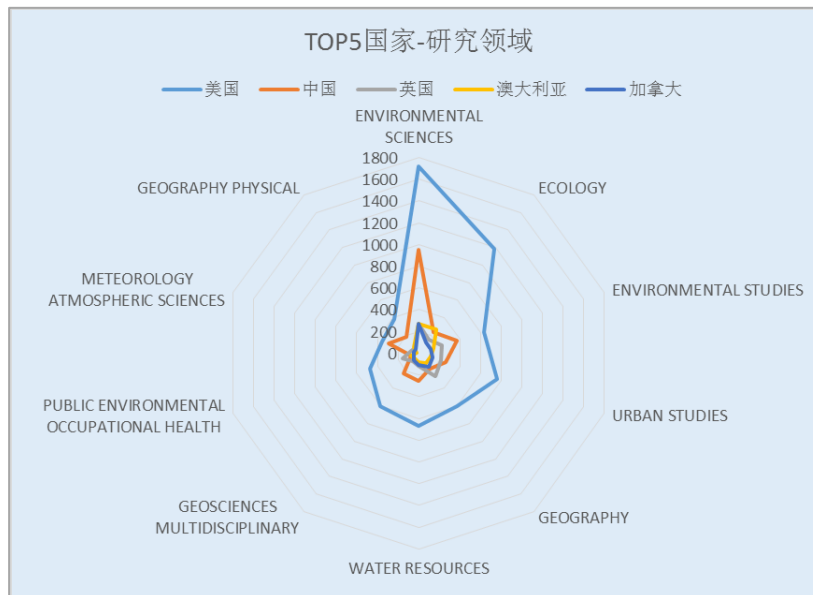 TOP5国家-研究领域
美国 中国 英国 澳大利亚 加拿大
ENVIRONMENTAL
SCIENCES
1800
1600
1400
1200
1000
800
600
400
200
0
ECOLOGY
ENVIRONMENTAL STUDIES
URBAN STUDIES
GEOGRAPHY
WATER RESOURCES
GEOSCIENCES
MULTIDISCIPLINARY
PUBLIC ENVIRONMENTAL
OCCUPATIONAL HEALTH
METEOROLOGY
ATMOSPHERIC SCIENCES
GEOGRAPHY PHYSICAL